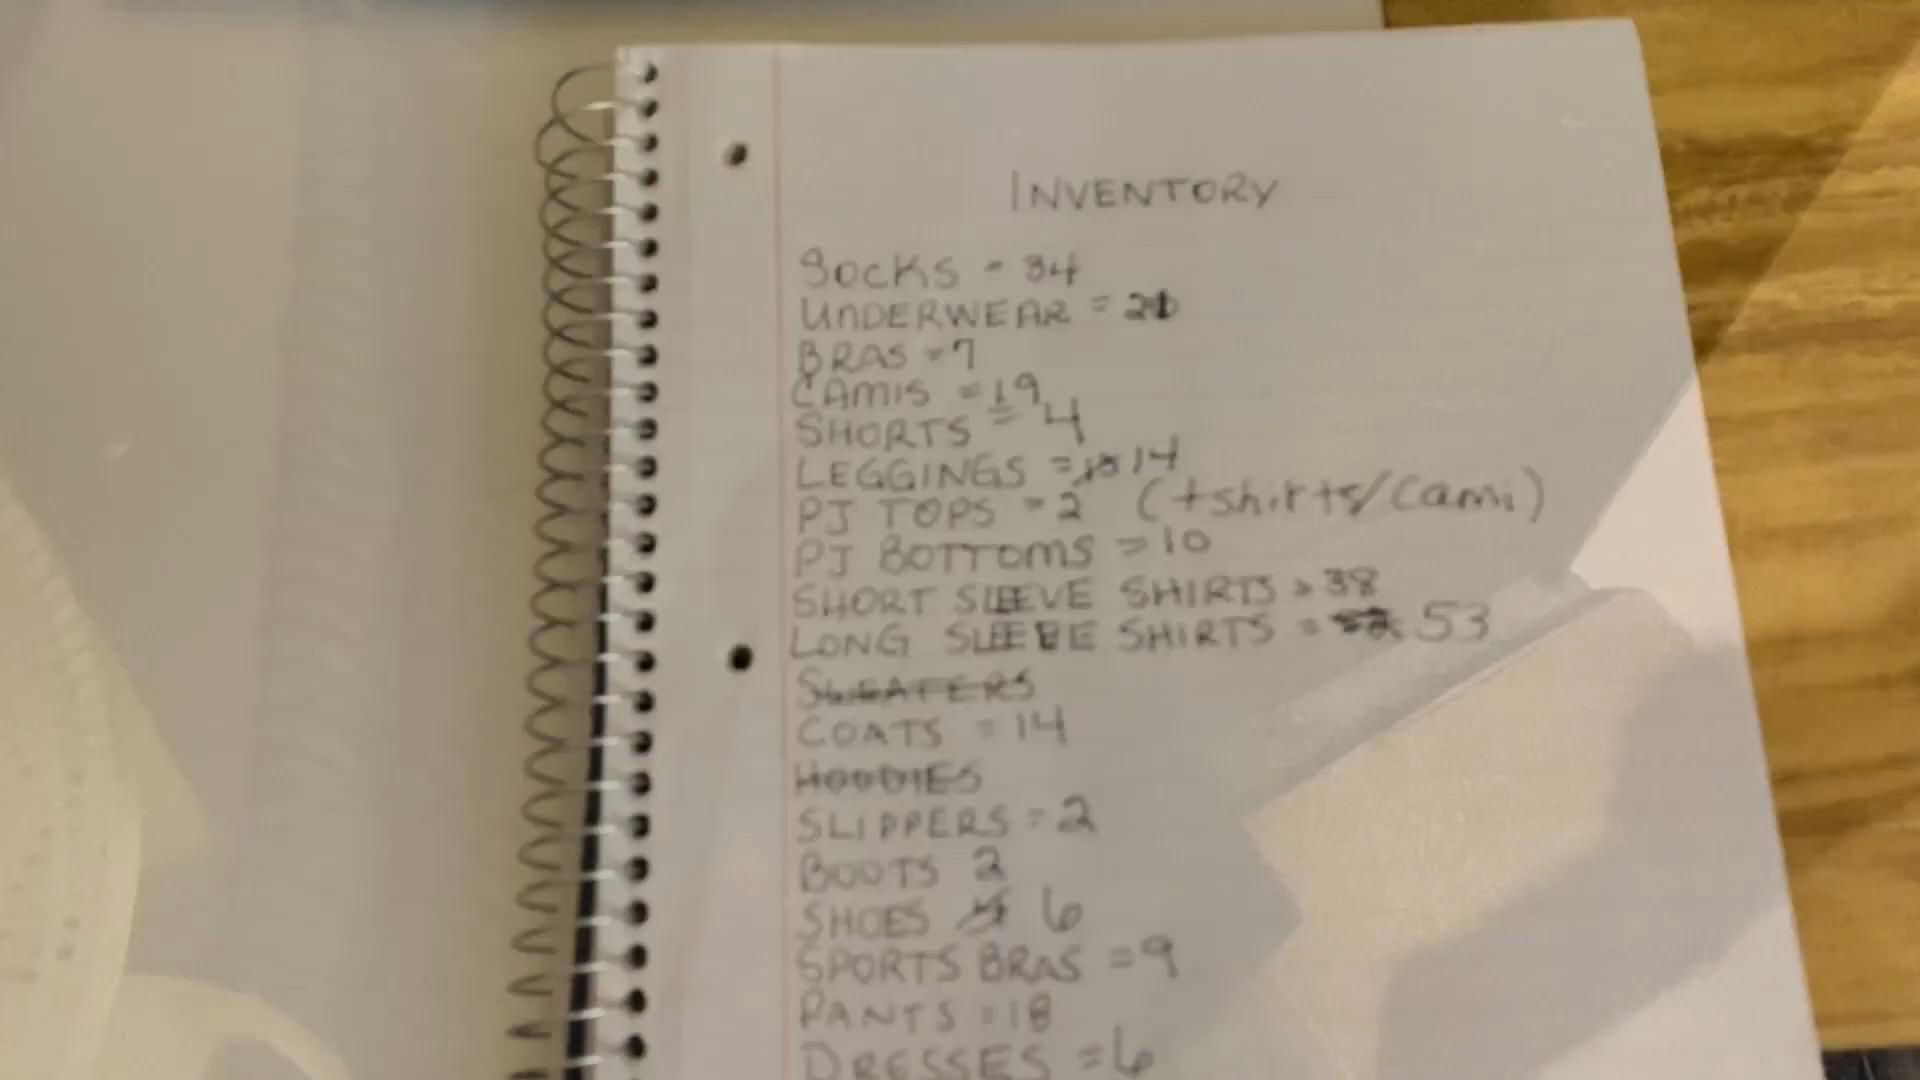 INVENTORY
SOCKS - 34
UNDERWEAR =
BRAS = 7
CAMIS = 19
SHORTS = 4
LEGGINGS = 14
PJ TOPS = 2 (tshirts/cami)
PJ BOTTOMS = 10
SHORT SLEEVE SHIRTS = 38
LONG SLEEVE SHIRTS = 53
SWEATERS
COATS = 14
HOODIES
SLIPPERS = 2
BOOTS 2
SHOES 6
SPORTS BRAS = 9
PANTS = 18
DRESSES = 6